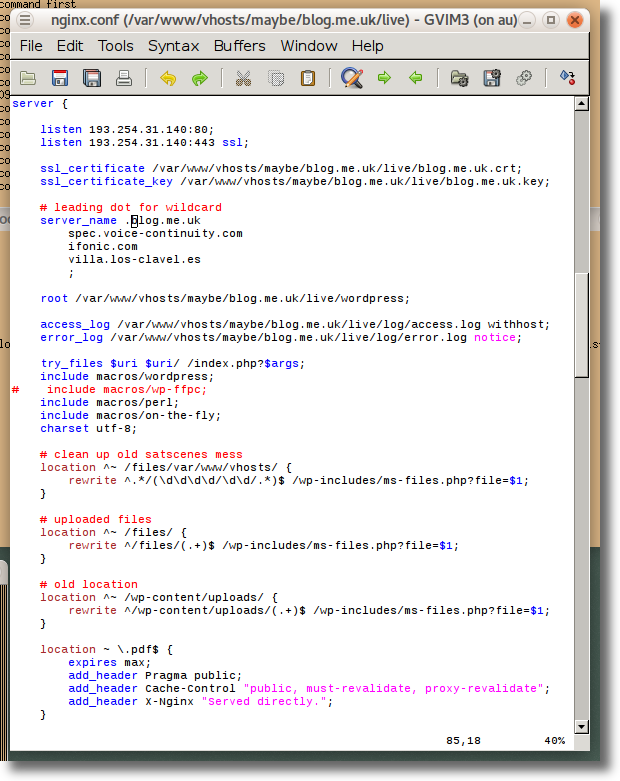 command first
nginx.conf (/var/www/vhosts/maybe/blog.me.uk/live) - GVIM3 (on au)
File Edit Tools Syntax Buffers Window Help
server {
    listen 193.254.31.140:80;
    listen 193.254.31.140:443 ssl;
    ssl_certificate /var/www/vhosts/maybe/blog.me.uk/live/blog.me.uk.crt;
    ssl_certificate_key /var/www/vhosts/maybe/blog.me.uk/live/blog.me.uk.key;
    # leading dot for wildcard
    server_name .blog.me.uk
        spec.voice-continuity.com
        ifonic.com
        villa.los-clavel.es
        ;
    root /var/www/vhosts/maybe/blog.me.uk/live/wordpress;
    access_log /var/www/vhosts/maybe/blog.me.uk/live/log/access.log withhost;
    error_log /var/www/vhosts/maybe/blog.me.uk/live/log/error.log notice;
    try_files $uri $uri/ /index.php?$args;
    include macros/wordpress;
#    include macros/wp-ffpc;
    include macros/perl;
    include macros/on-the-fly;
    charset utf-8;
    # clean up old satscenes mess
    location ^~ /files/var/www/vhosts/ {
        rewrite ^.*/(\d\d\d\d/\d\d/.*)$ /wp-includes/ms-files.php?file=$1;
    }
    # uploaded files
    location ^~ /files/ {
        rewrite ^/files/(.+)$ /wp-includes/ms-files.php?file=$1;
    }
    # old location
    location ^~ /wp-content/uploads/ {
        rewrite ^/wp-content/uploads/(.+)$ /wp-includes/ms-files.php?file=$1;
    }
    location ~ \.pdf$ {
        expires max;
        add_header Pragma public;
        add_header Cache-Control "public, must-revalidate, proxy-revalidate";
        add_header X-Nginx "Served directly.";
    }
85,18 40%